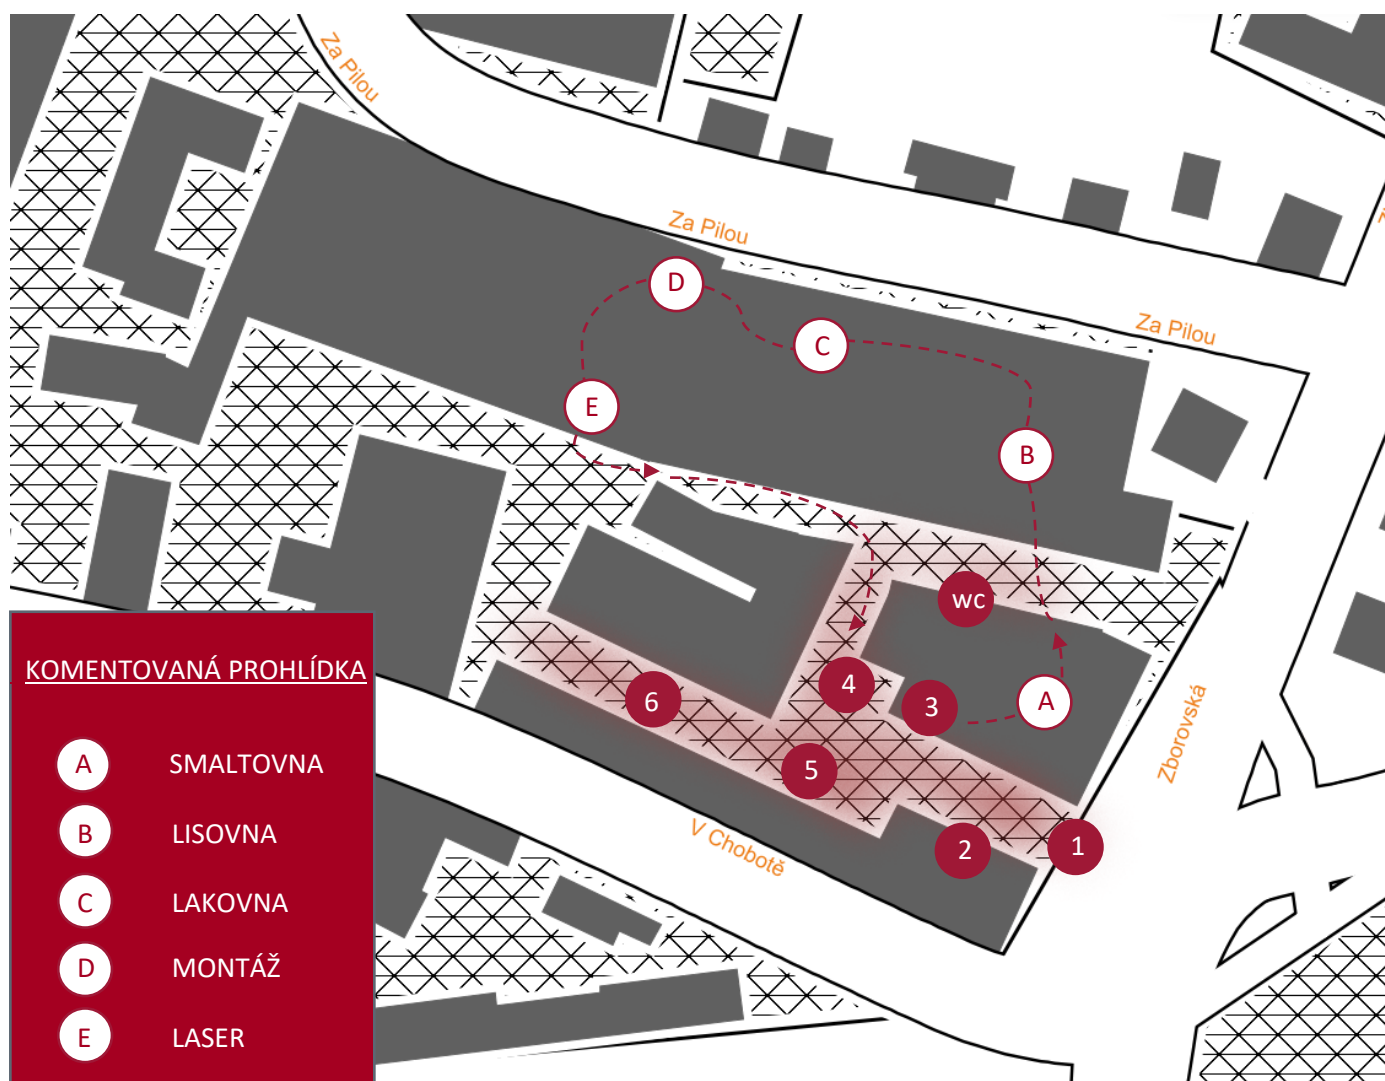 Za Pilou
Za Pilou
Za Pilou
D
C
E
B
wc
A
4
3
6
5
2
1
Zborovská
V Chobotě
KOMENTOVANÁ PROHLÍDKA
A SMALTOVNA
B LISOVNA
C LAKOVNA
D MONTÁŽ
E LASER